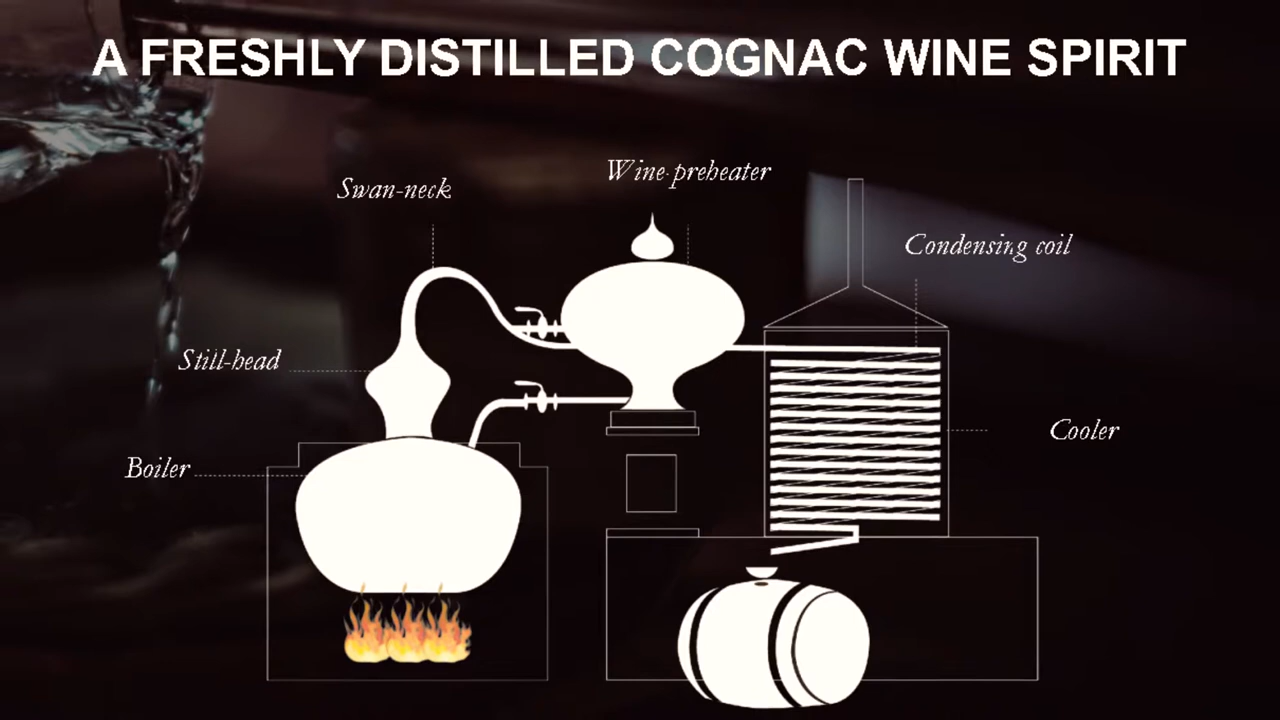 A FRESHLY DISTILLED COGNAC WINE SPIRIT
Wine preheater
Swan-neck
Condensing coil
Still-head
Cooler
Boiler